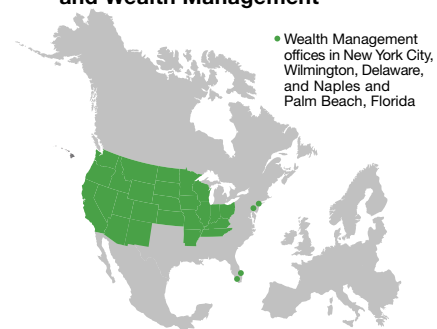 and Wealth Management
Wealth Management
offices in New York City,
Wilmington, Delaware,
and Naples and
Palm Beach, Florida